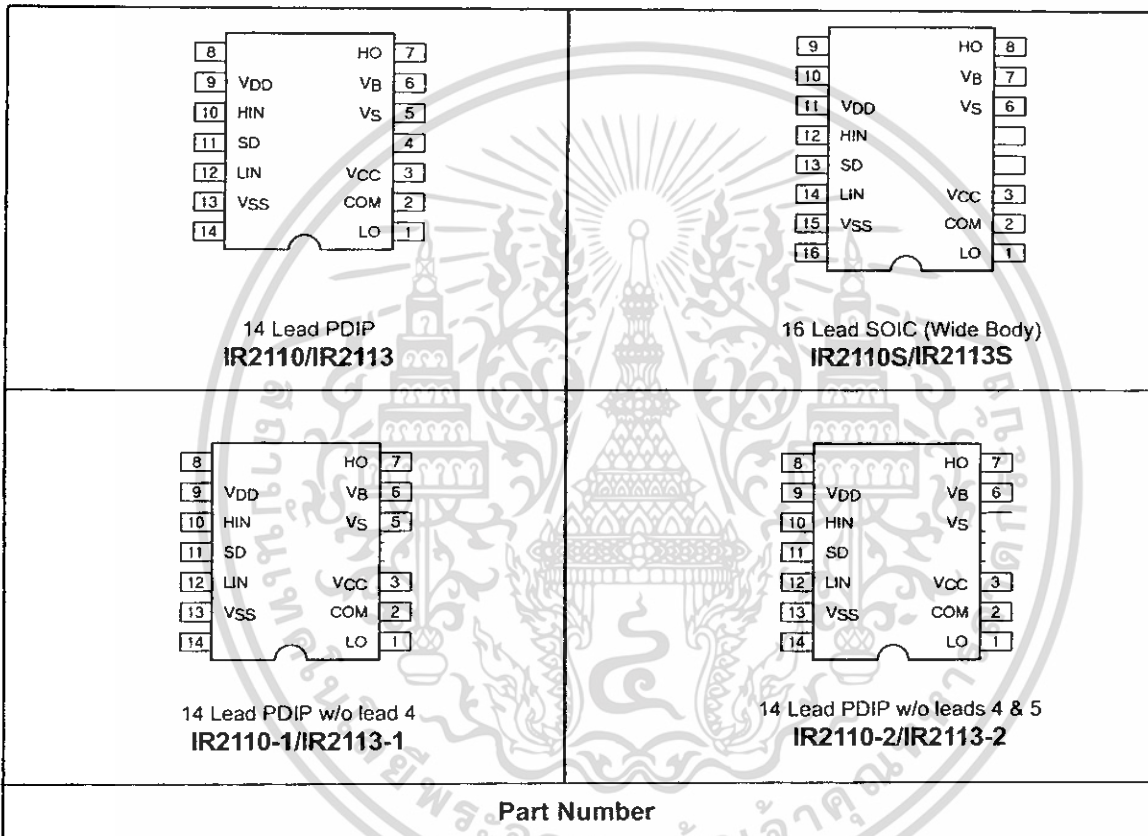 8 HO 7
9 VDD VB 6
10 HIN VS 5
11 SD 4
12 LIN VCC 3
13 VSS COM 2
14 LO 1
14 Lead PDIP
IR2110/IR2113
9 HO 8
10 VB 7
11 VDD VS 6
12 HIN
13 SD
14 LIN VCC 3
15 VSS COM 2
16 LO 1
16 Lead SOIC (Wide Body)
IR2110S/IR2113S
8 HO 7
9 VDD VB 6
10 HIN VS 5
11 SD
12 LIN VCC 3
13 VSS COM 2
14 LO 1
14 Lead PDIP w/o lead 4
IR2110-1/IR2113-1
8 HO 7
9 VDD VB 6
10 HIN VS
11 SD
12 LIN VCC 3
13 VSS COM 2
14 LO 1
14 Lead PDIP w/o leads 4 & 5
IR2110-2/IR2113-2
Part Number